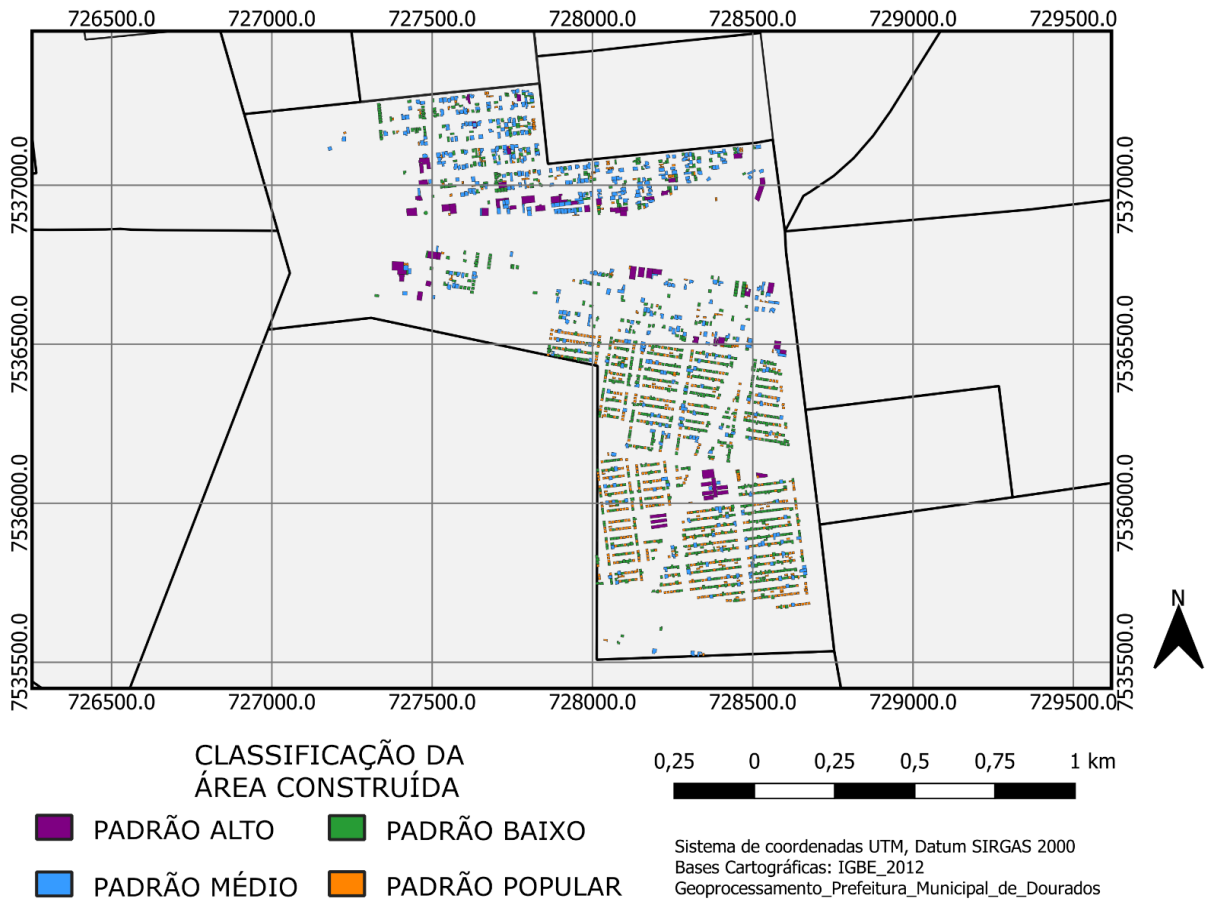 726500.0 727000.0 727500.0 728000.0 728500.0 729000.0 729500.0
7537000.0 7537000.0
7536500.0 7536500.0
7536000.0 7536000.0
7535500.0 7535500.0
N
726500.0 727000.0 727500.0 728000.0 728500.0 729000.0 729500.0
CLASSIFICAÇÃO DA
ÁREA CONSTRUÍDA
PADRÃO ALTO PADRÃO BAIXO
PADRÃO MÉDIO PADRÃO POPULAR
0,25 0 0,25 0,5 0,75 1 km
Sistema de coordenadas UTM, Datum SIRGAS 2000
Bases Cartográficas: IGBE_2012
Geoprocessamento_Prefeitura_Municipal_de_Dourados